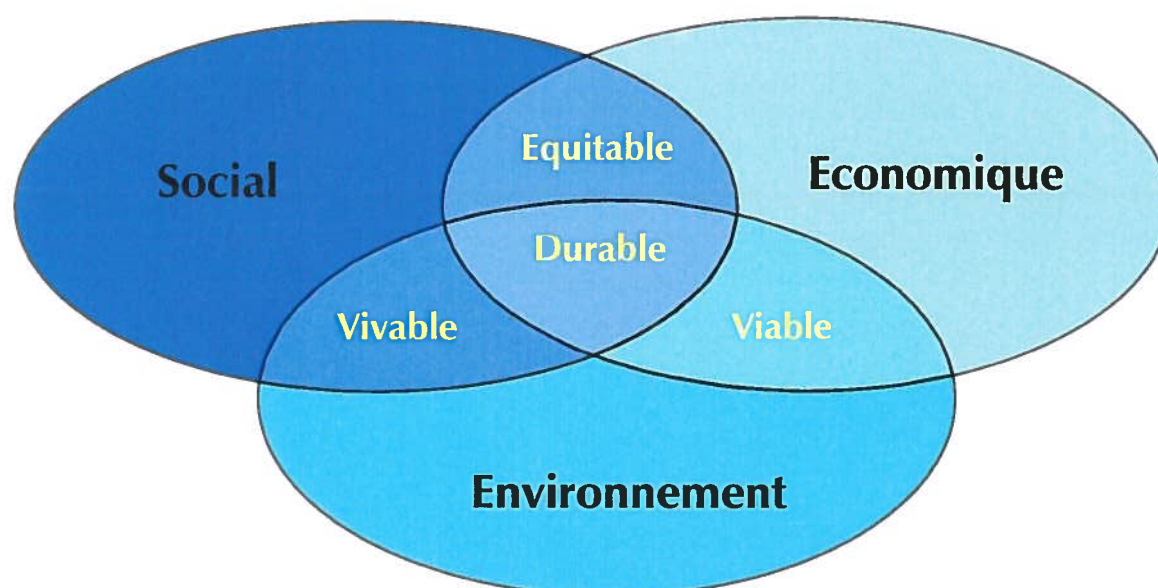 Equitable
Social
Economique
Durable
Vivable
Viable
Environnement